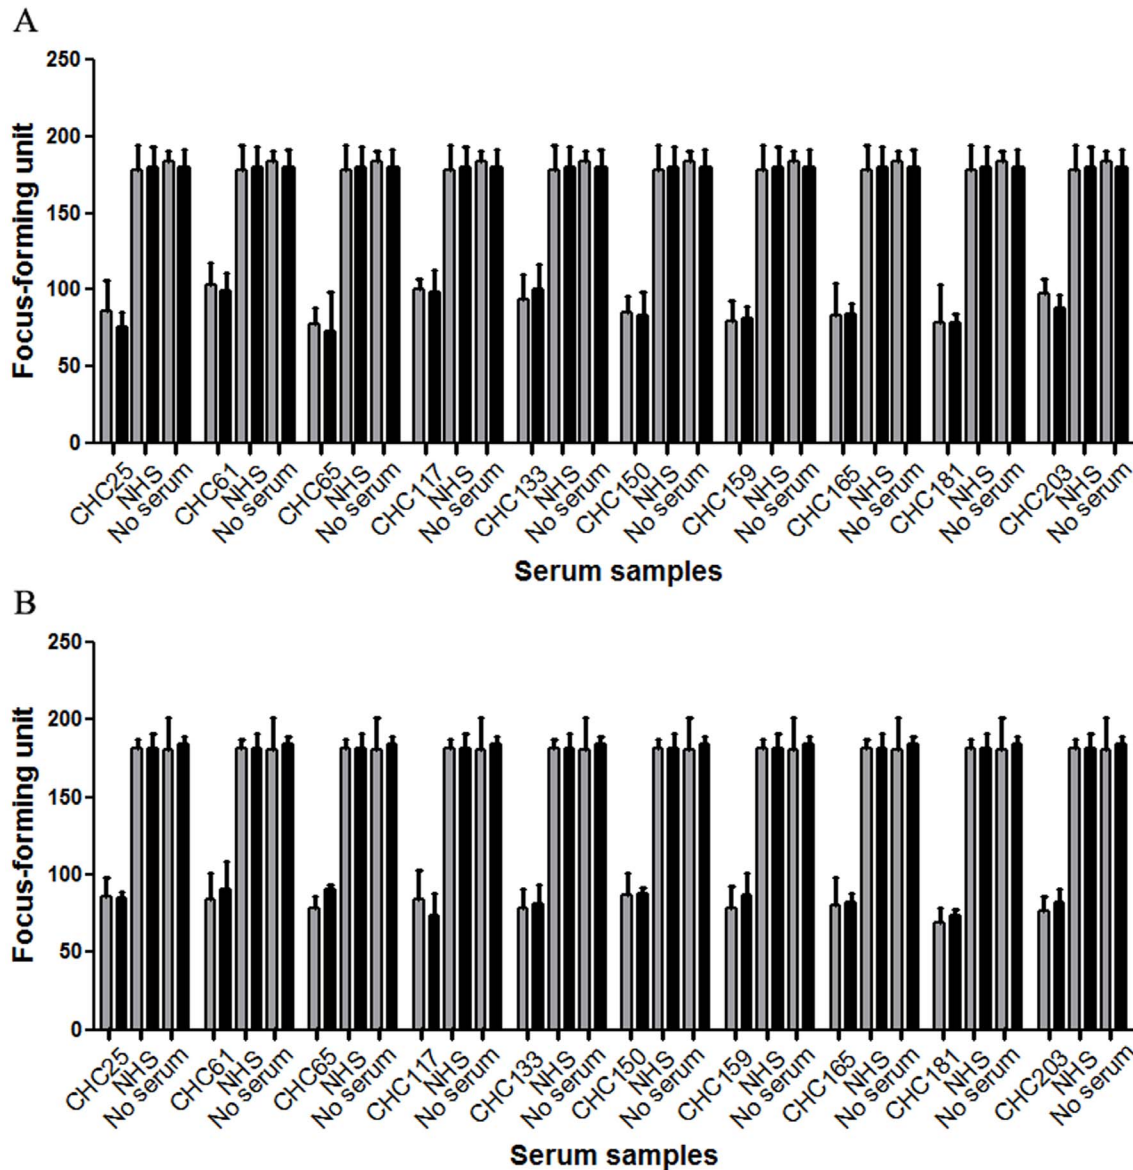 A
250
200
150
100
50
0
Focus-forming unit
CHC25 NHS No serum CHC61 NHS No serum CHC65 NHS No serum CHC117 NHS No serum CHC133 NHS No serum CHC150 NHS No serum CHC159 NHS No serum CHC165 NHS No serum CHC181 NHS No serum CHC203 NHS No serum
Serum samples
B
250
200
150
100
50
0
Focus-forming unit
CHC25 NHS No serum CHC61 NHS No serum CHC65 NHS No serum CHC117 NHS No serum CHC133 NHS No serum CHC150 NHS No serum CHC159 NHS No serum CHC165 NHS No serum CHC181 NHS No serum CHC203 NHS No serum
Serum samples